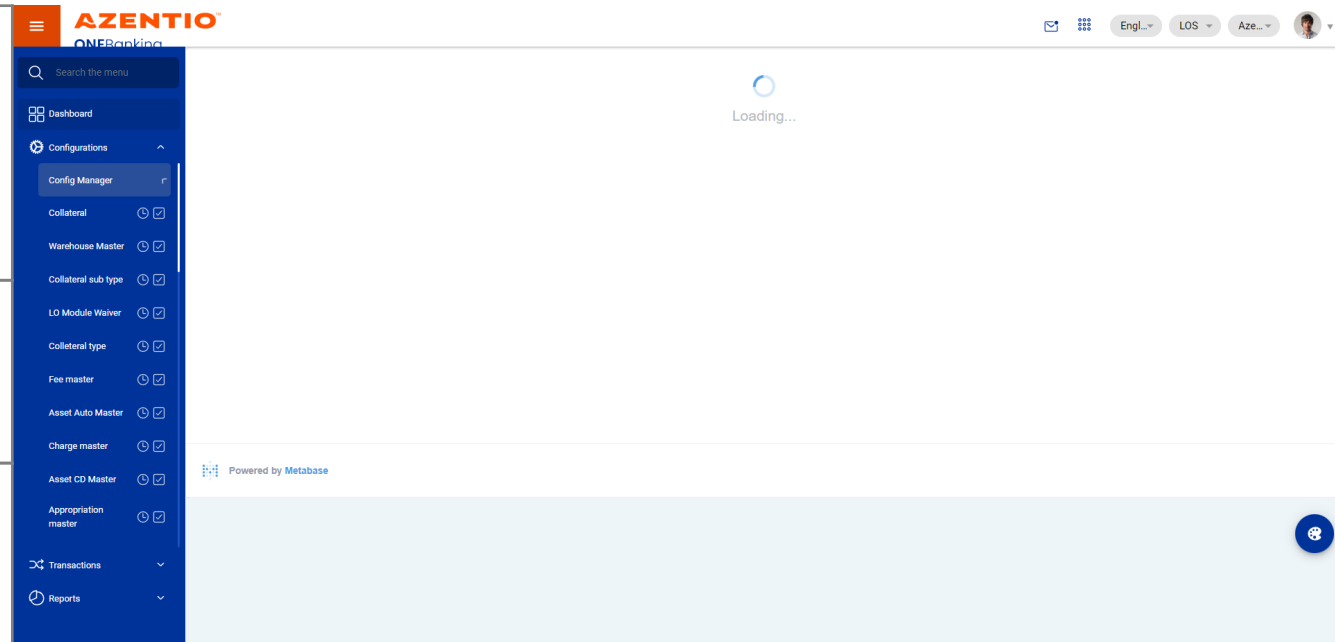 AZENTIO™
ONEBanking
Engl...
LOS
Aze...
Search the menu
Dashboard
Configurations
Config Manager
Collateral
Warehouse Master
Collateral sub type
LO Module Waiver
Colleteral type
Fee master
Asset Auto Master
Charge master
Asset CD Master
Appropriation
master
Transactions
Reports
Loading...
Powered by Metabase